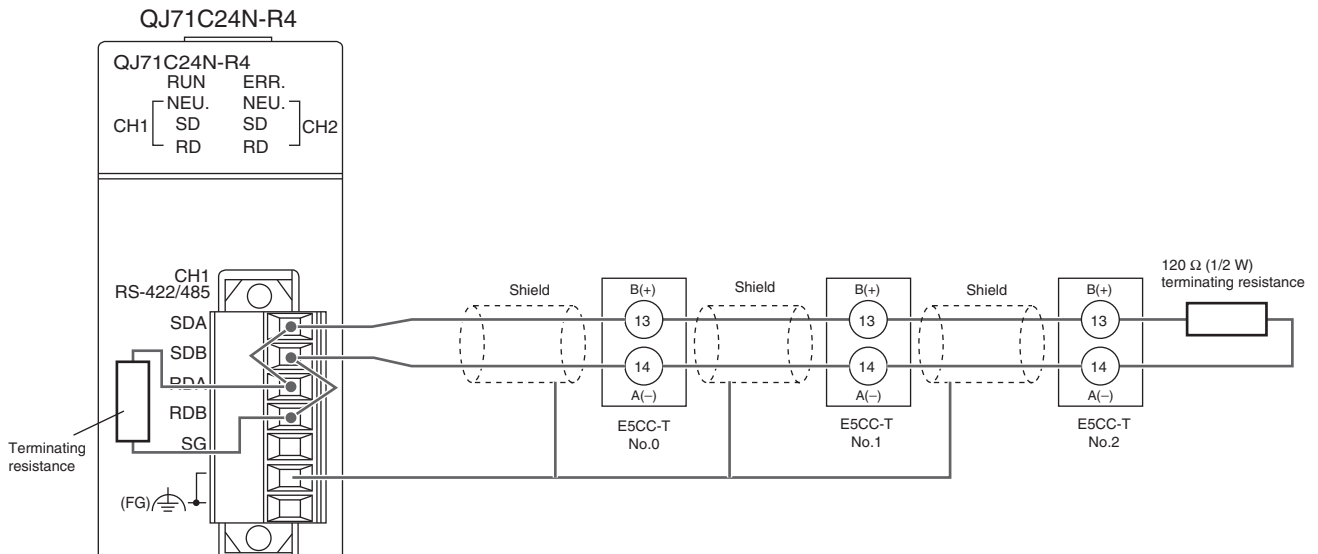 QJ71C24N-R4
QJ71C24N-R4
RUN ERR.
NEU. NEU.
CH1 SD SD CH2
RD RD
CH1
RS-422/485
SDA
SDB
RDA
RDB
SG
(FG)
Terminating
resistance
Shield
B(+)
13
14
A(−)
E5CC-T
No.0
Shield
B(+)
13
14
A(−)
E5CC-T
No.1
Shield
B(+)
13
14
A(−)
E5CC-T
No.2
120 Ω (1/2 W)
terminating resistance